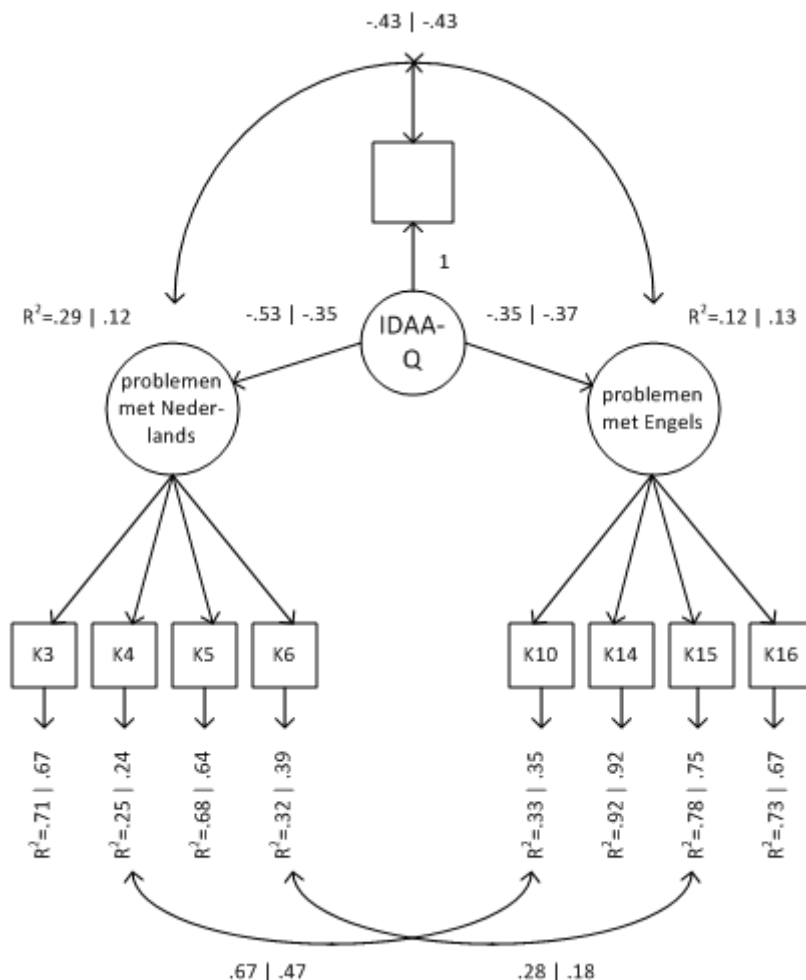 -.43 | -.43
1
R²=.29 | .12
-.53 | -.35
IDAA-
Q
-.35 | -.37
R²=.12 | .13
problemen
met Neder-
lands
problemen
met Engels
K3
K4
K5
K6
K10
K14
K15
K16
R²=.71 | .67
R²=.25 | .24
R²=.68 | .64
R²=.32 | .39
R²=.33 | .35
R²=.92 | .92
R²=.78 | .75
R²=.73 | .67
.67 | .47
.28 | .18